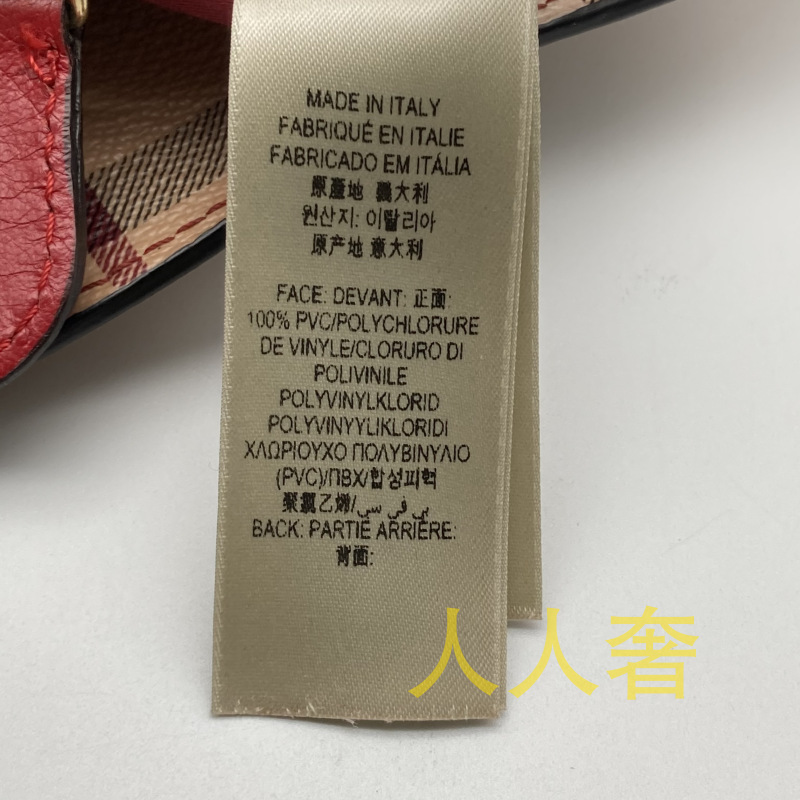 MADE IN ITALY
FABRIQUÉ EN ITALIE
FABRICADO EM ITÁLIA
原產地 義大利
원산지: 이탈리아
原产地 意大利
FACE: DEVANT: 正面:
100% PVC/POLYCHLORURE
DE VINYLE/CLORURO DI
POLIVINILE
POLYVINYLKLORID
POLYVINYYLIKLORIDI
ΧΛΩΡΙΟΥΧΟ ΠΟΛΥΒΙΝΥΛΙΟ
(PVC)/ПВХ/합성피혁
聚氯乙烯/بي في سي
BACK: PARTIE ARRIÈRE:
背面:
人人奢